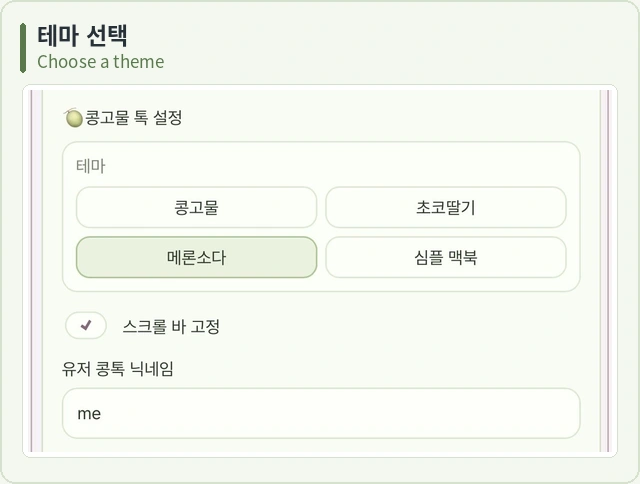 테마 선택
Choose a theme
콩고물 톡 설정
테마
콩고물
초코딸기
메론소다
심플 맥북
스크롤 바 고정
유저 콩톡 닉네임
me